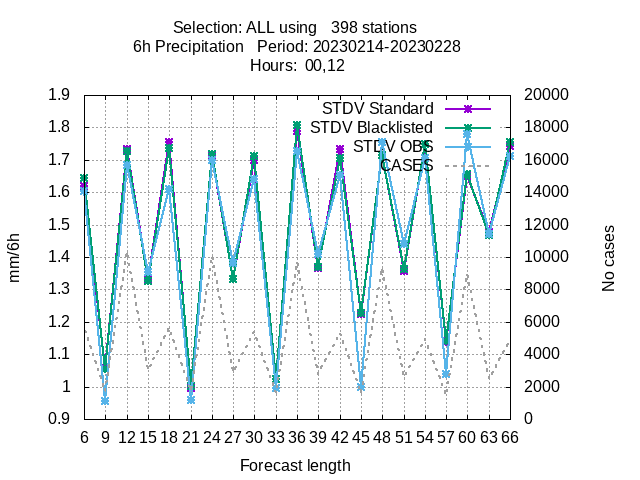 Selection: ALL using   398 stations
6h Precipitation   Period: 20230214-20230228
Hours:  00,12
1.9
1.8
1.7
1.6
1.5
1.4
1.3
1.2
1.1
1
0.9
mm/6h
STDV Standard
STDV Blacklisted
STDV OBS
CASES
20000
18000
16000
14000
12000
10000
8000
6000
4000
2000
0
No cases
6 9 12 15 18 21 24 27 30 33 36 39 42 45 48 51 54 57 60 63 66
Forecast length